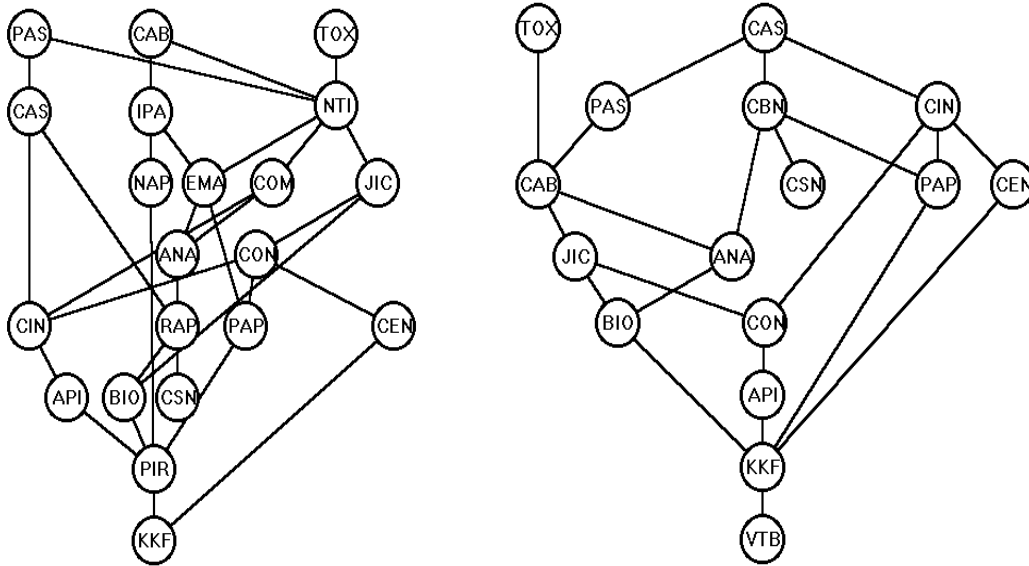 PAS CAB TOX
CAS IPA NTI
NAP EMA COM JIC
ANA CON
CIN RAP PAP CEN
API BIO CSN
PIR
KKF
TOX CAS
PAS CBN CIN
CAB CSN PAP CEN
JIC ANA
BIO CON
API
KKF
VTB